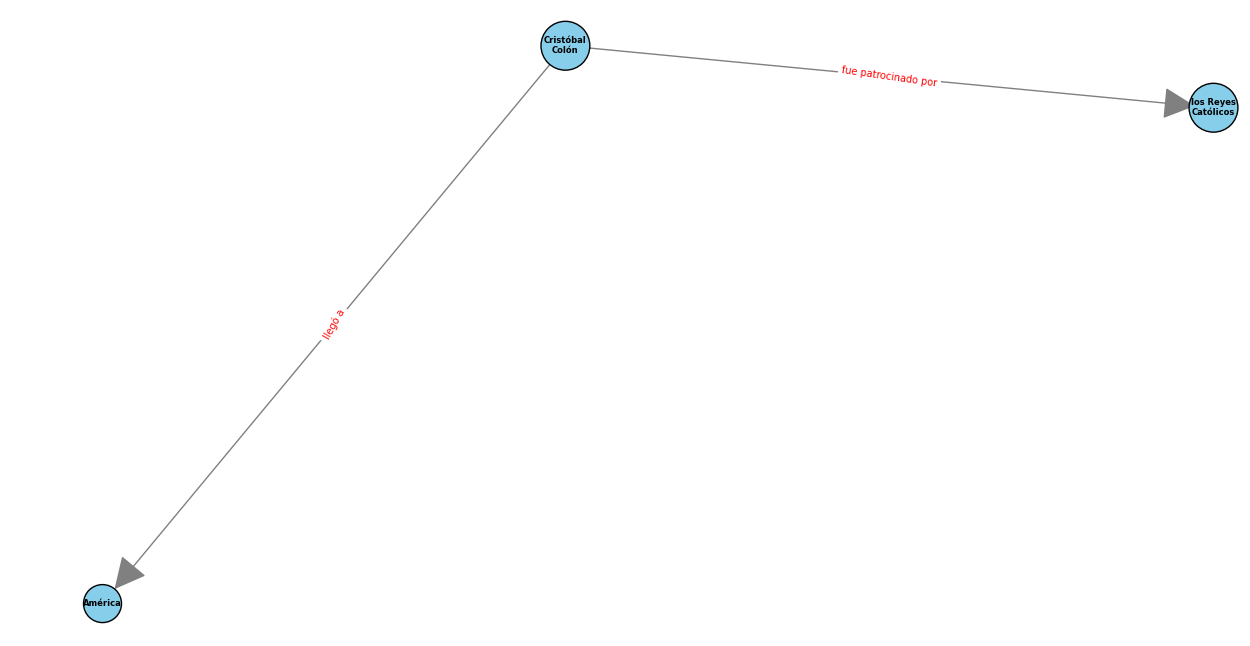 Cristóbal
Colón
fue patrocinado por
los Reyes
Católicos
llegó a
América